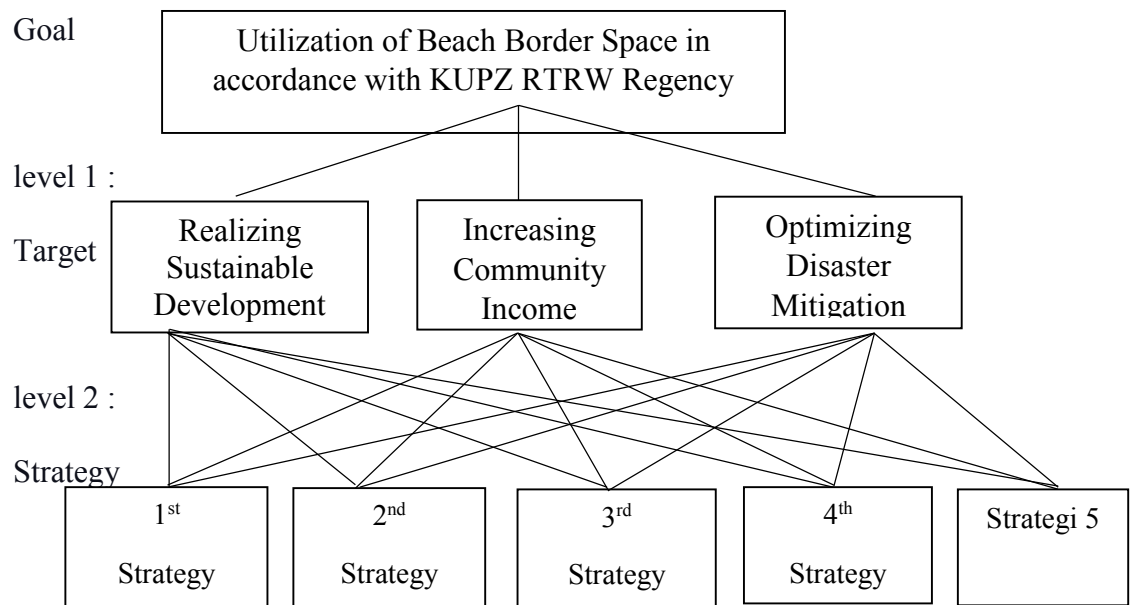 Goal
Utilization of Beach Border Space in
accordance with KUPZ RTRW Regency
level 1 :
Target
Realizing
Sustainable
Development
Increasing
Community
Income
Optimizing
Disaster
Mitigation
level 2 :
Strategy
1st
Strategy
2nd
Strategy
3rd
Strategy
4th
Strategy
Strategi 5